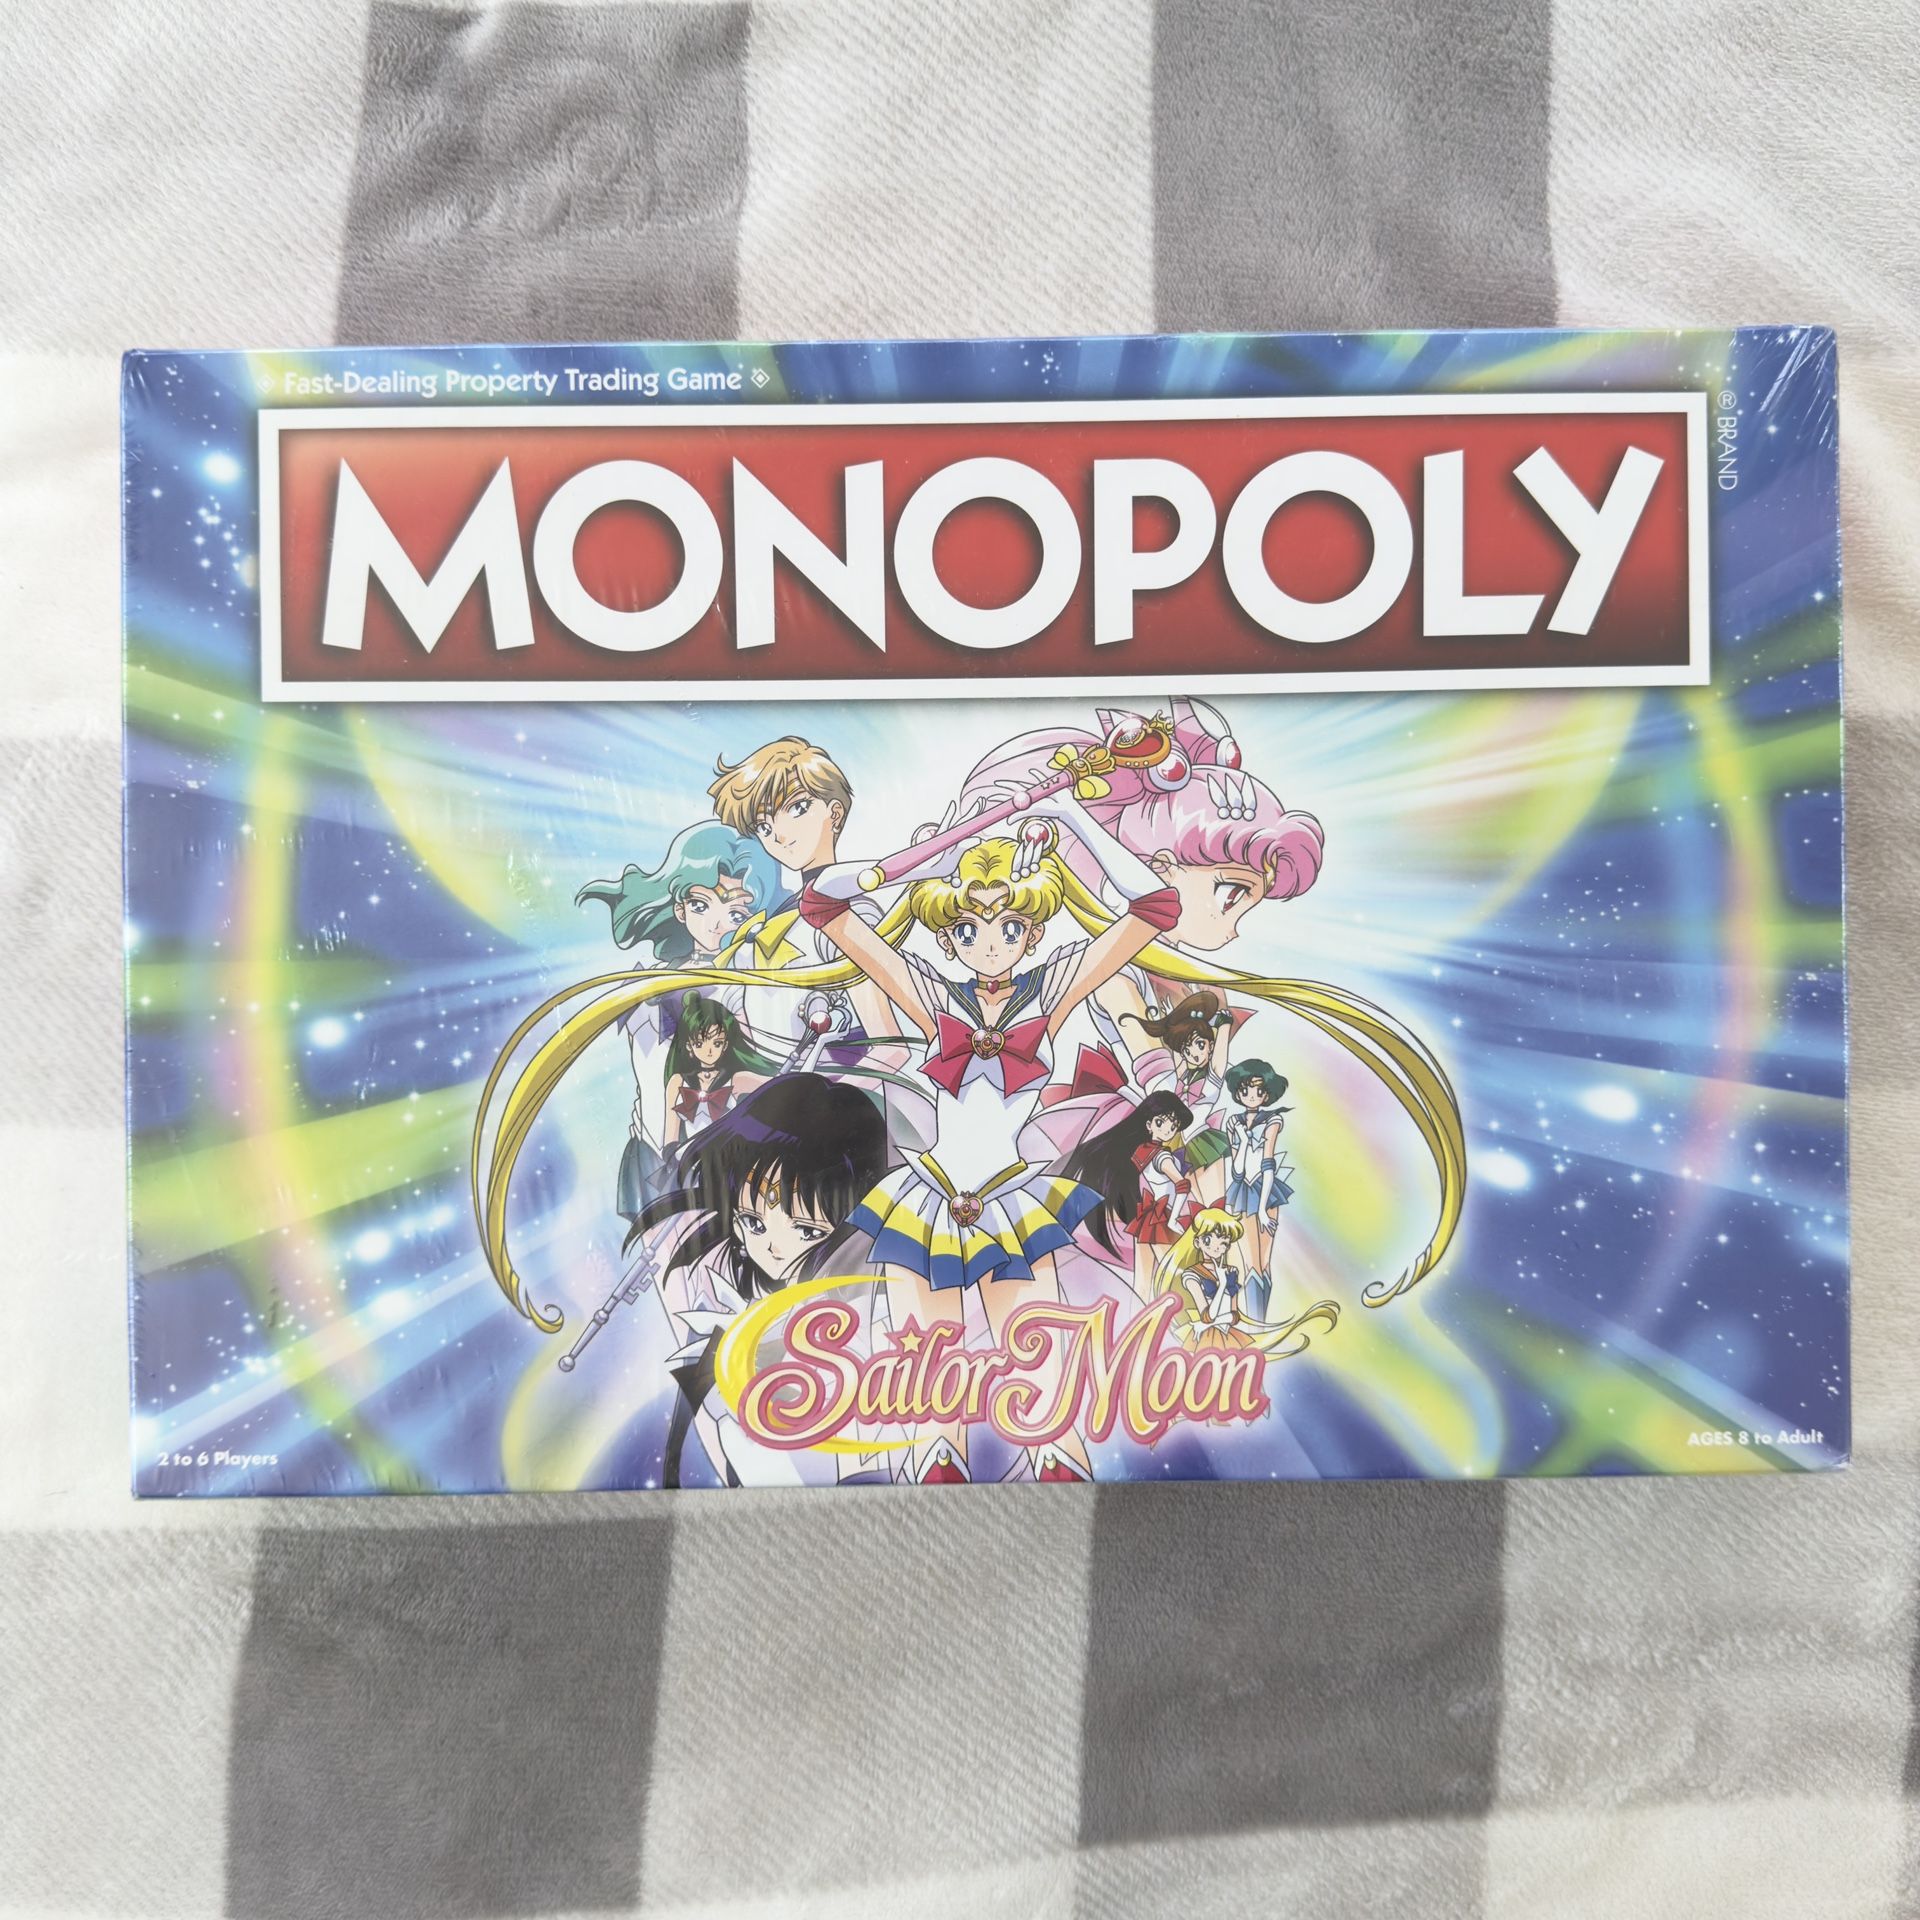 Fast-Dealing Property Trading Game
MONOPOLY
® BRAND
Sailor Moon
2 to 6 Players
AGES 8 to Adult